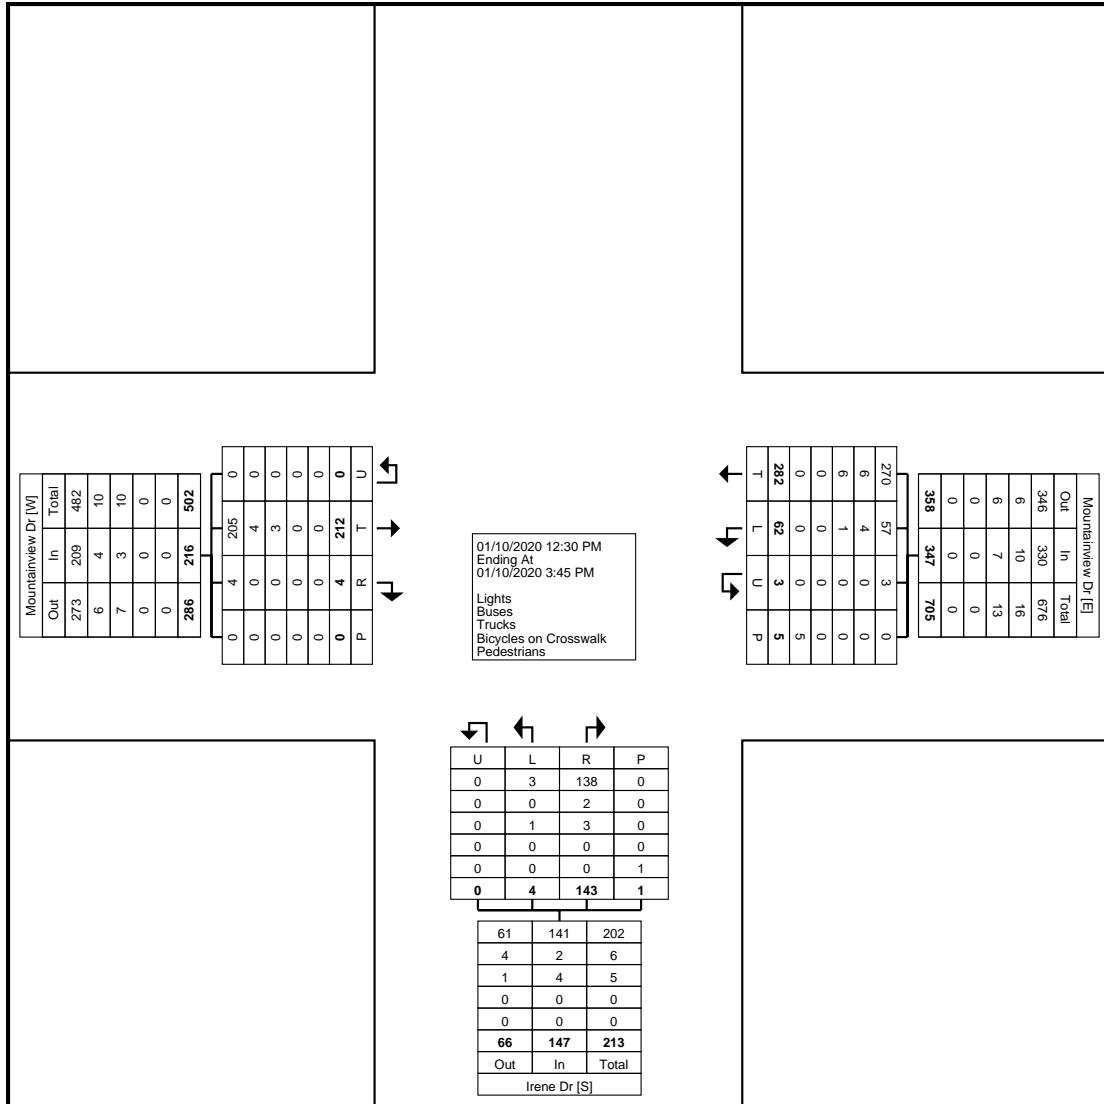 Mountainview Dr [W]
Out In Total
273 209 482
6 4 10
7 3 10
0 0 0
0 0 0
286 216 502
0 4 205 0
0 0 4 0
0 0 3 0
0 0 0 0
0 0 0 0
0 4 212 0
P R T U
01/10/2020 12:30 PM
Ending At
01/10/2020 3:45 PM
Lights
Buses
Trucks
Bicycles on Crosswalk
Pedestrians
Mountainview Dr [E]
Out In Total
346 330 676
6 10 16
6 7 13
0 0 0
0 0 0
358 347 705
270 57 3 0
6 4 0 0
6 1 0 0
0 0 0 0
0 0 0 5
282 62 3 5
T L U P
U L R P
0 3 138 0
0 0 2 0
0 1 3 0
0 0 0 0
0 0 0 1
0 4 143 1
61 141 202
4 2 6
1 4 5
0 0 0
0 0 0
66 147 213
Out In Total
Irene Dr [S]